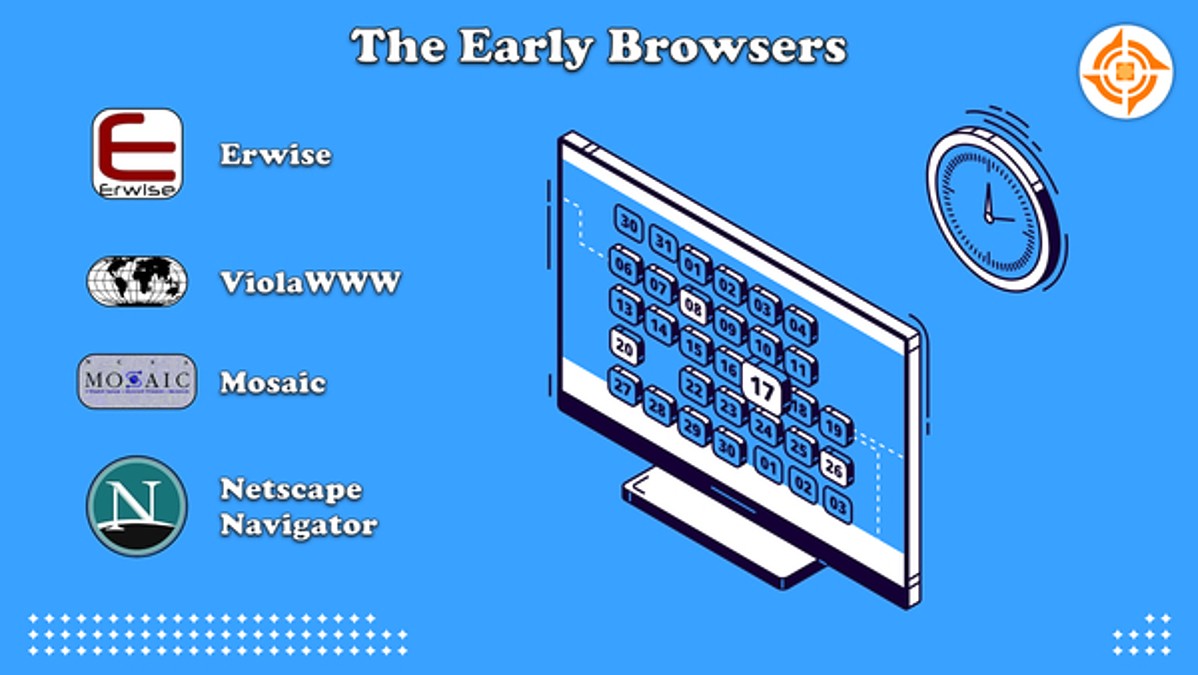 The Early Browsers
Erwise
Erwise
ViolaWWW
N C S A
MOSAIC
Mosaic
N
Netscape
Navigator
30 31 01 02 03 04
06 07 08 09 10 11
13 14 15 16 17 18 19
20 22 23 24 25 26
27 28 29 30 01 02 03